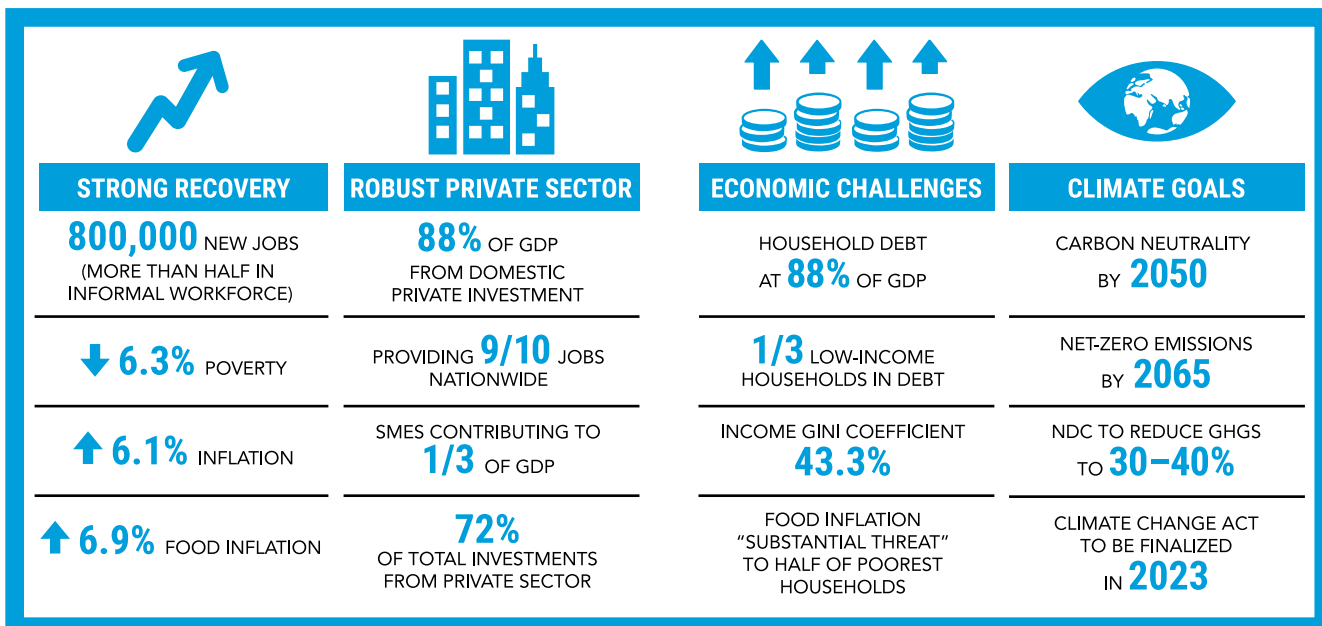 STRONG RECOVERY
800,000 NEW JOBS
(MORE THAN HALF IN
INFORMAL WORKFORCE)
6.3% POVERTY
6.1% INFLATION
6.9% FOOD INFLATION
ROBUST PRIVATE SECTOR
88% OF GDP
FROM DOMESTIC
PRIVATE INVESTMENT
PROVIDING 9/10 JOBS
NATIONWIDE
SMES CONTRIBUTING TO
1/3 OF GDP
72%
OF TOTAL INVESTMENTS
FROM PRIVATE SECTOR
ECONOMIC CHALLENGES
HOUSEHOLD DEBT
AT 88% OF GDP
1/3 LOW-INCOME
HOUSEHOLDS IN DEBT
INCOME GINI COEFFICIENT
43.3%
FOOD INFLATION
"SUBSTANTIAL THREAT"
TO HALF OF POOREST
HOUSEHOLDS
CLIMATE GOALS
CARBON NEUTRALITY
BY 2050
NET-ZERO EMISSIONS
BY 2065
NDC TO REDUCE GHGS
TO 30–40%
CLIMATE CHANGE ACT
TO BE FINALIZED
IN 2023